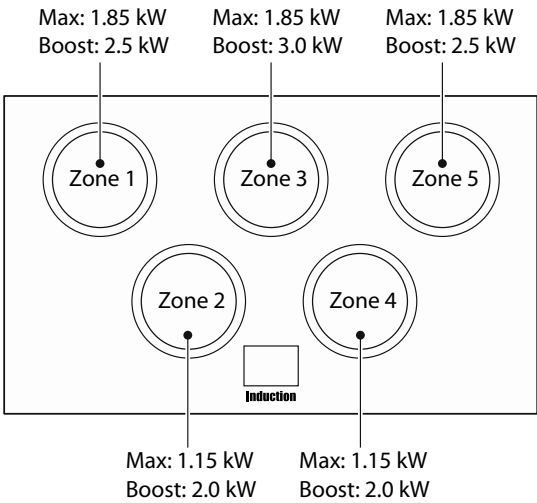 Max: 1.85 kW
Boost: 2.5 kW
Max: 1.85 kW
Boost: 3.0 kW
Max: 1.85 kW
Boost: 2.5 kW
Zone 1
Zone 3
Zone 5
Zone 2
Zone 4
Induction
Max: 1.15 kW
Boost: 2.0 kW
Max: 1.15 kW
Boost: 2.0 kW